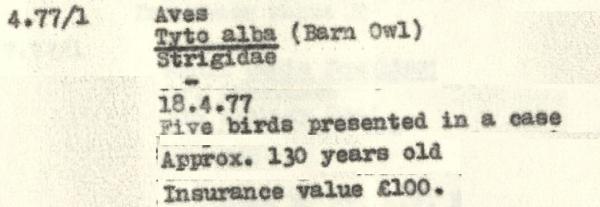 4.77/1 Aves
Tyto alba (Barn Owl)
Strigidae
-
18.4.77
Five birds presented in a case
Approx. 130 years old
Insurance value £100.